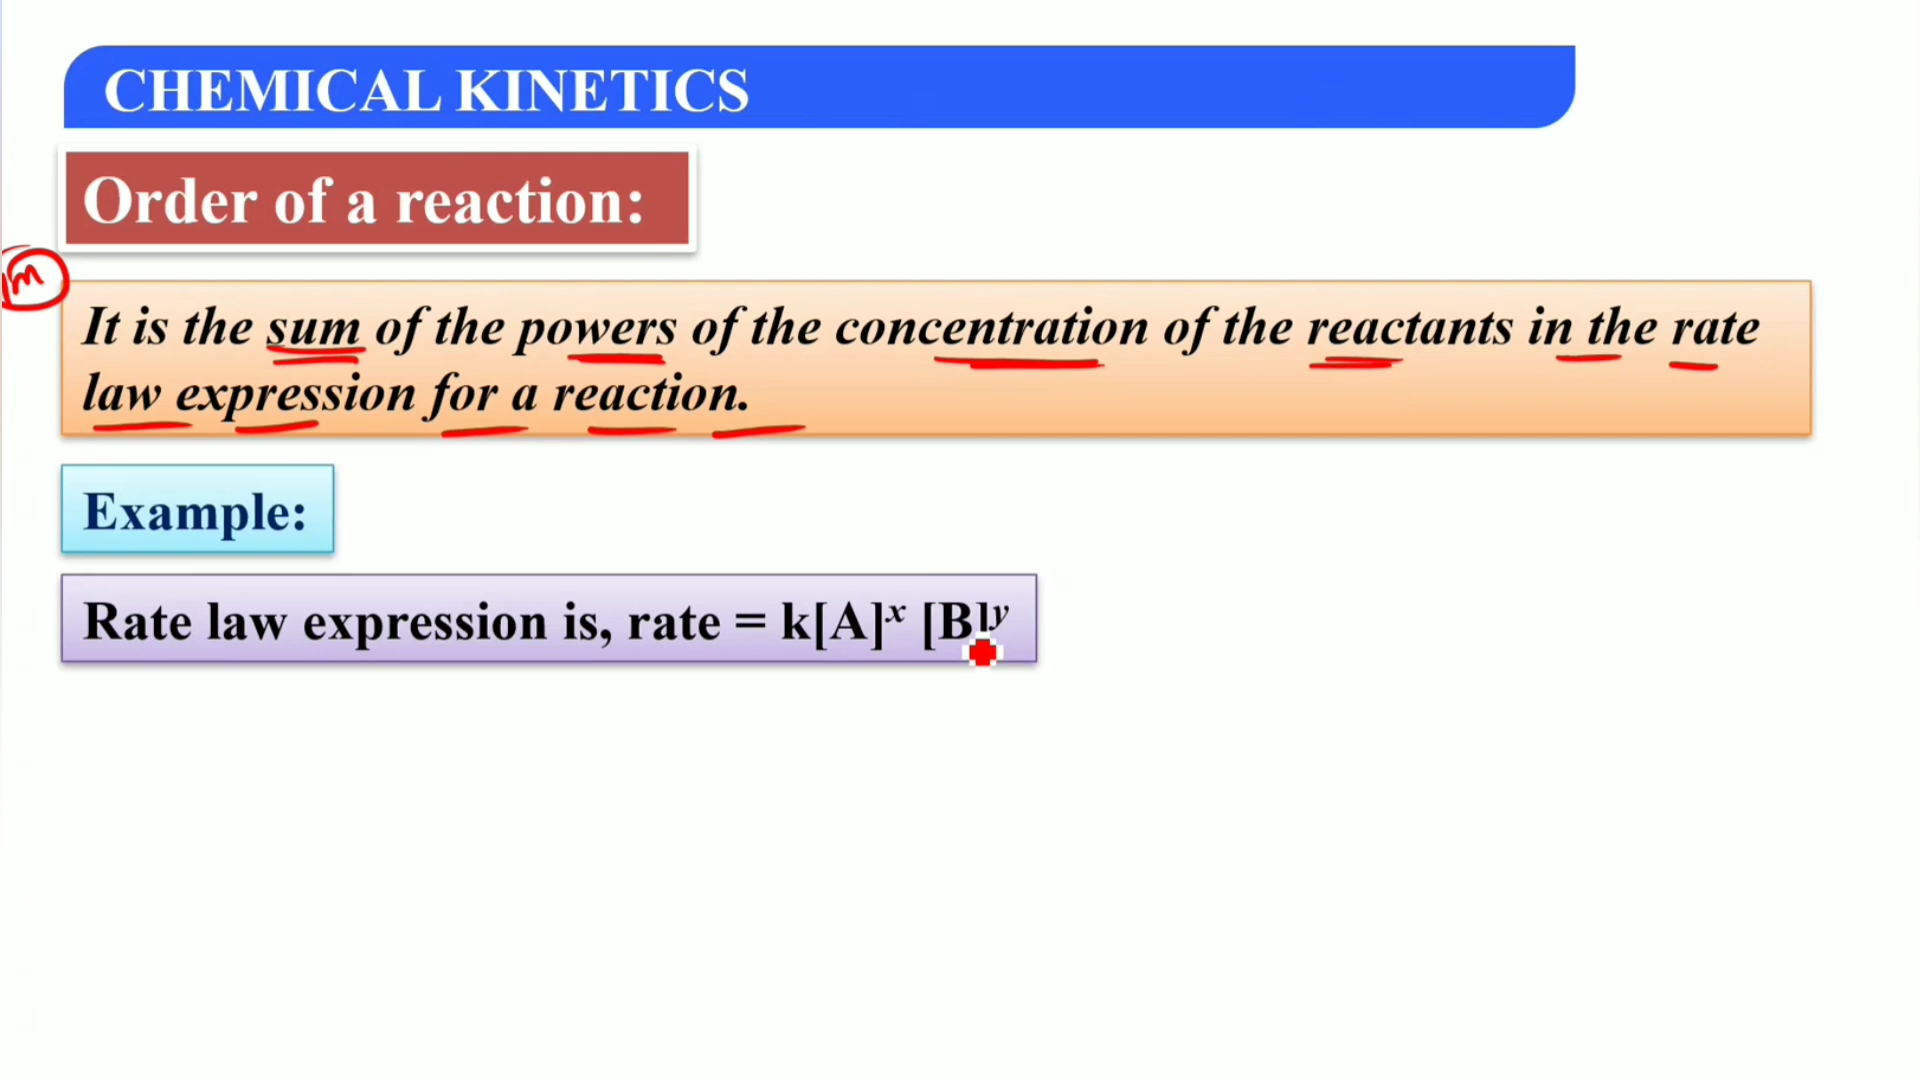 CHEMICAL KINETICS
Order of a reaction:
m
It is the sum of the powers of the concentration of the reactants in the rate
law expression for a reaction.
Example:
Rate law expression is, rate = k[A]ˣ [B]ʸ